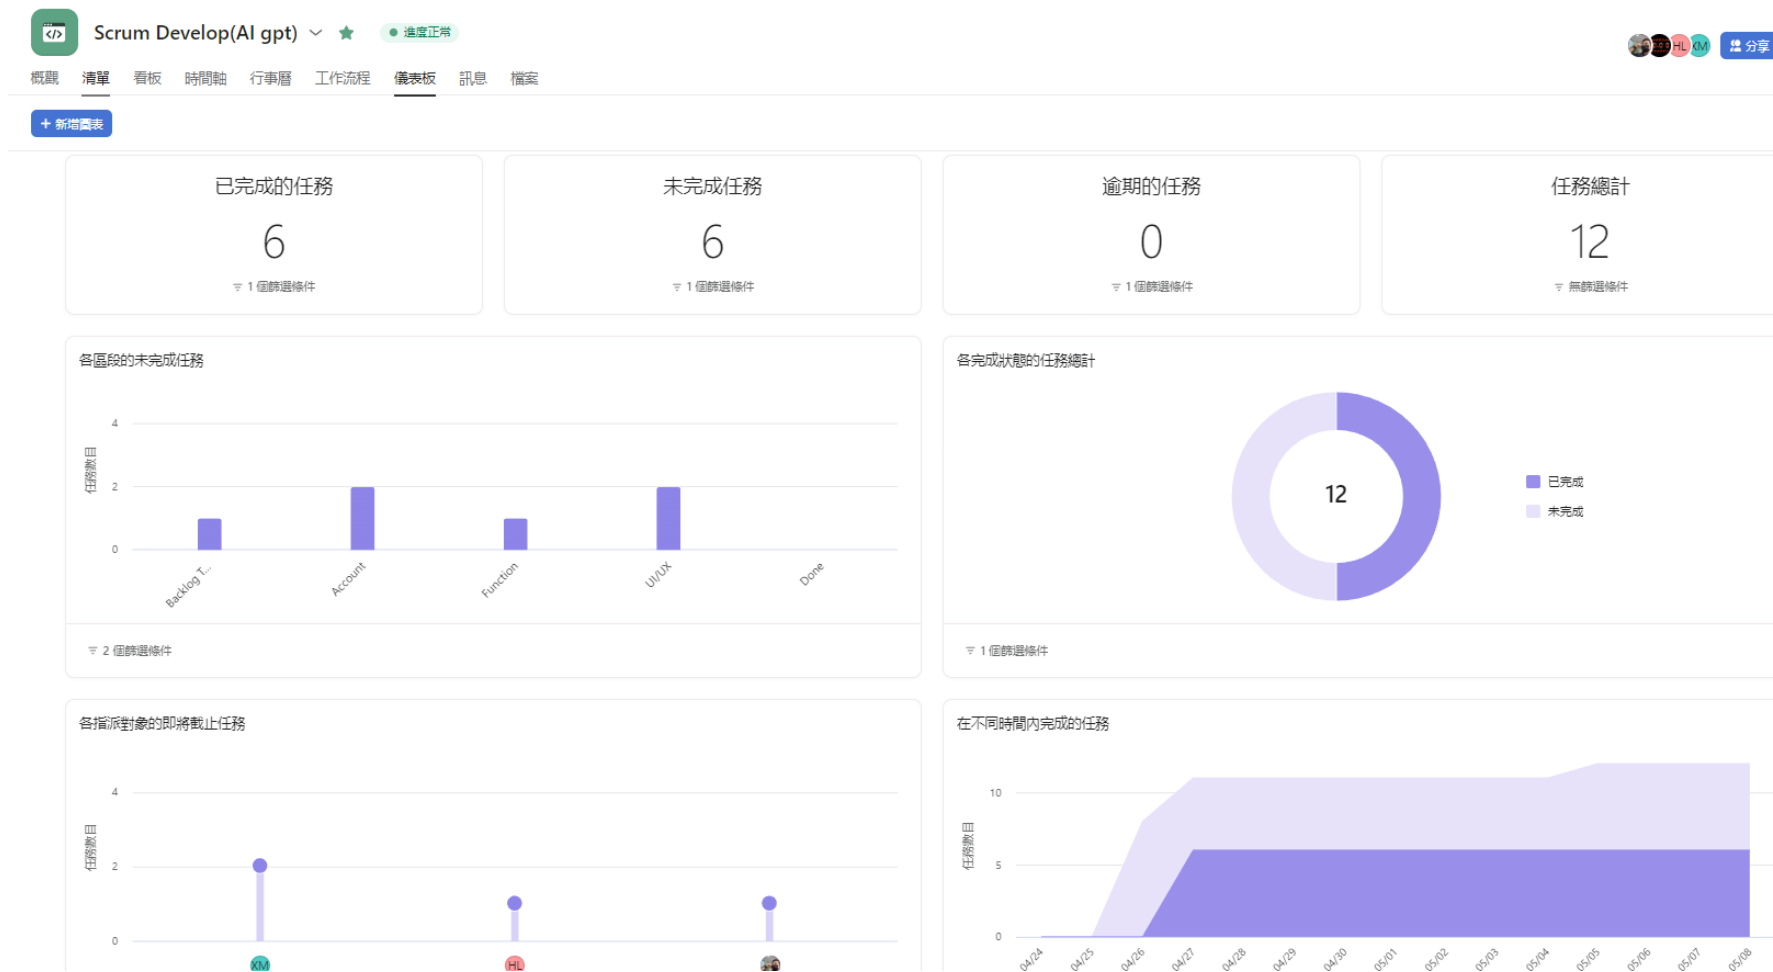 Scrum Develop(AI gpt)
進度正常
HL
XM
分享
概觀
清單
看板
時間軸
行事曆
工作流程
儀表板
訊息
檔案
+ 新增圖表
已完成的任務
6
1 個篩選條件
未完成任務
6
1 個篩選條件
逾期的任務
0
1 個篩選條件
任務總計
12
無篩選條件
各區段的未完成任務
任務數目
4
2
0
Backlog T...
Account
Function
UI/UX
Done
2 個篩選條件
各完成狀態的任務總計
12
已完成
未完成
1 個篩選條件
各指派對象的即將截止任務
任務數目
4
2
0
XM
HL
在不同時間內完成的任務
任務數目
10
5
0
04/24
04/25
04/26
04/27
04/28
04/29
04/30
05/01
05/02
05/03
05/04
05/05
05/06
05/07
05/08